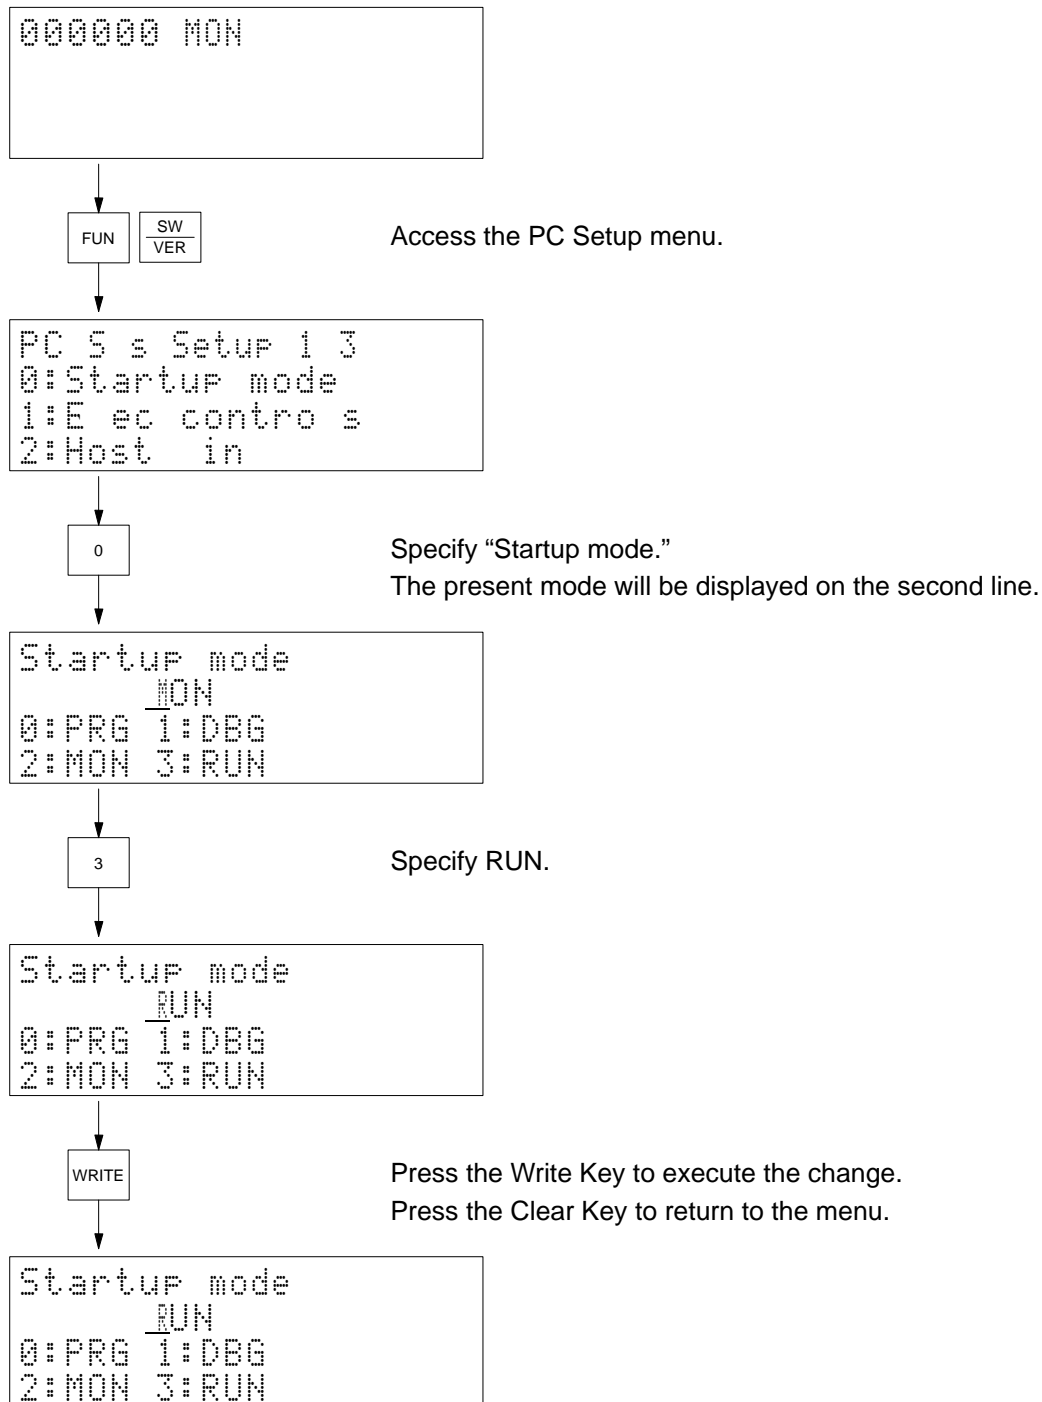 000000 MON
FUN
SW
VER
Access the PC Setup menu.
PC S s Setup 1 3
0:Startup mode
1:E ec contro s
2:Host  in
0
Specify “Startup mode.”
The present mode will be displayed on the second line.
Startup mode
MON
0:PRG 1:DBG
2:MON 3:RUN
3
Specify RUN.
Startup mode
RUN
0:PRG 1:DBG
2:MON 3:RUN
WRITE
Press the Write Key to execute the change.
Press the Clear Key to return to the menu.
Startup mode
RUN
0:PRG 1:DBG
2:MON 3:RUN